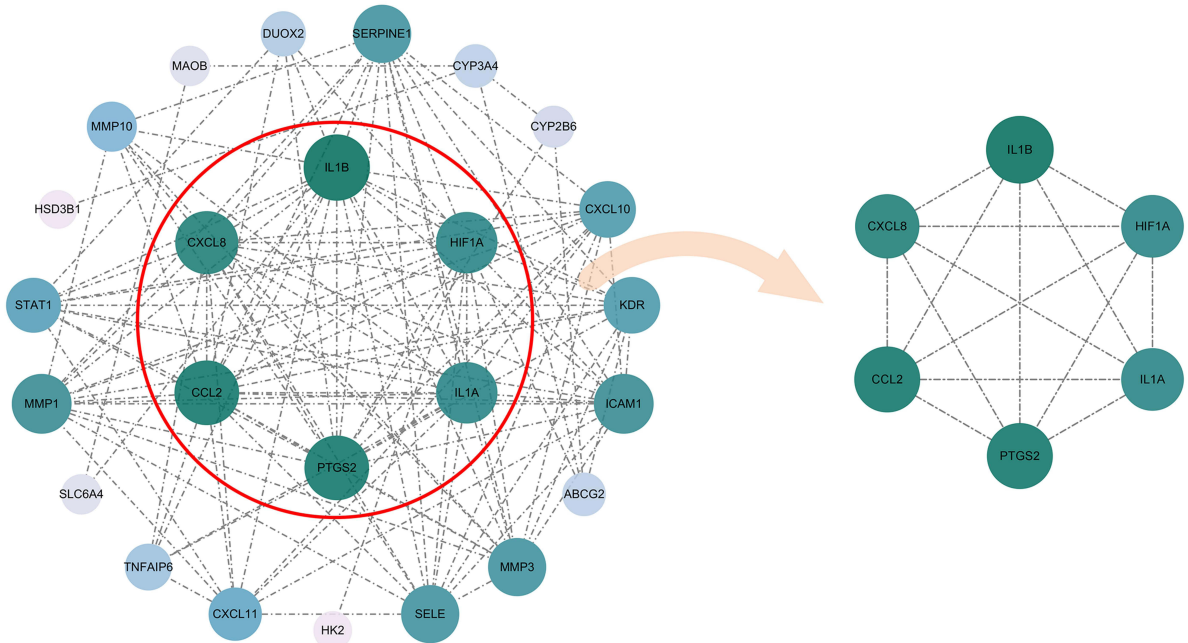 DUOX2
SERPINE1
MAOB
CYP3A4
MMP10
CYP2B6
IL1B
HSD3B1
CXCL10
CXCL8
HIF1A
STAT1
KDR
CCL2
IL1A
MMP1
ICAM1
PTGS2
SLC6A4
ABCG2
TNFAIP6
MMP3
CXCL11
SELE
HK2
IL1B
CXCL8
HIF1A
CCL2
IL1A
PTGS2